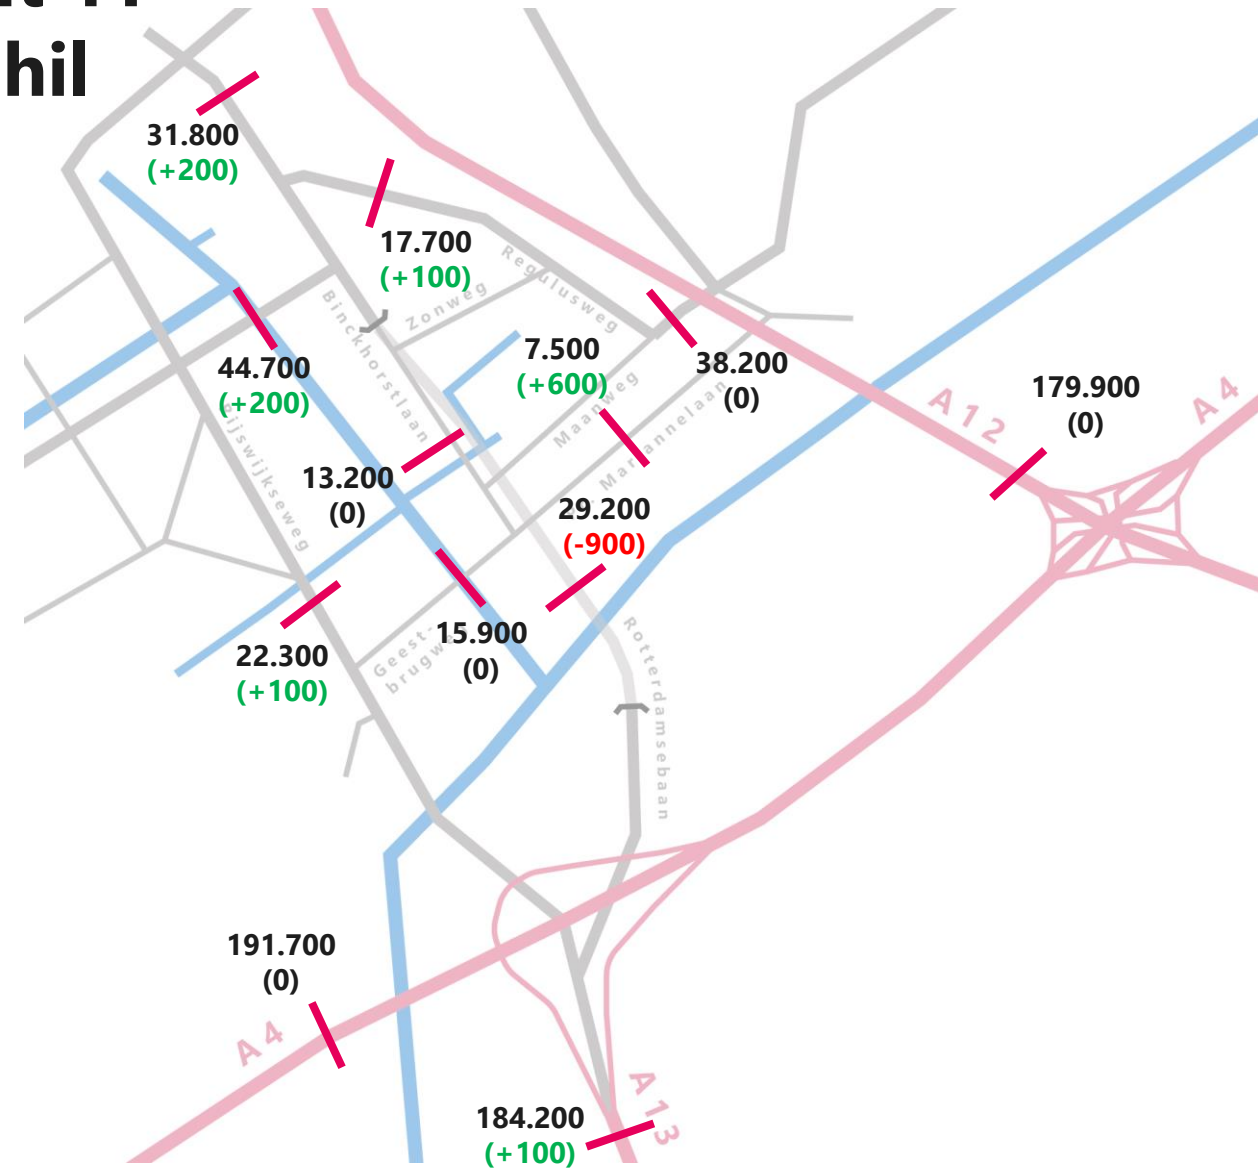 hil
31.800
(+200)
17.700
(+100)
Regulusweg
Zonweg
Binckhorstlaan
7.500
(+600)
38.200
(0)
44.700
(+200)
Maanweg
Mariannelaan
A12
179.900
(0)
A4
Rijswijkseweg
13.200
(0)
29.200
(-900)
22.300
(+100)
15.900
(0)
Geest-
brugweg
Rotterdamsebaan
191.700
(0)
A4
184.200
(+100)
A13